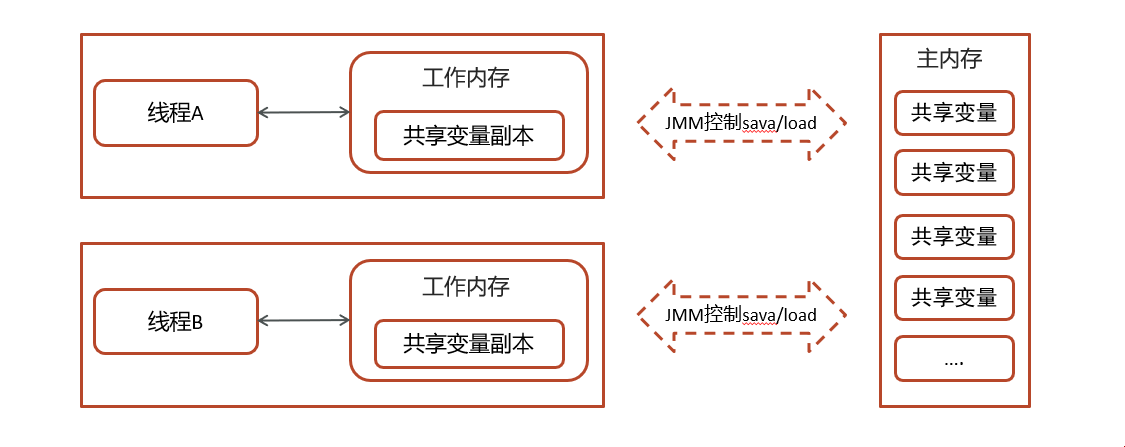 线程A
工作内存
共享变量副本
JMM控制sava/load
线程B
工作内存
共享变量副本
JMM控制sava/load
主内存
共享变量
共享变量
共享变量
共享变量
....